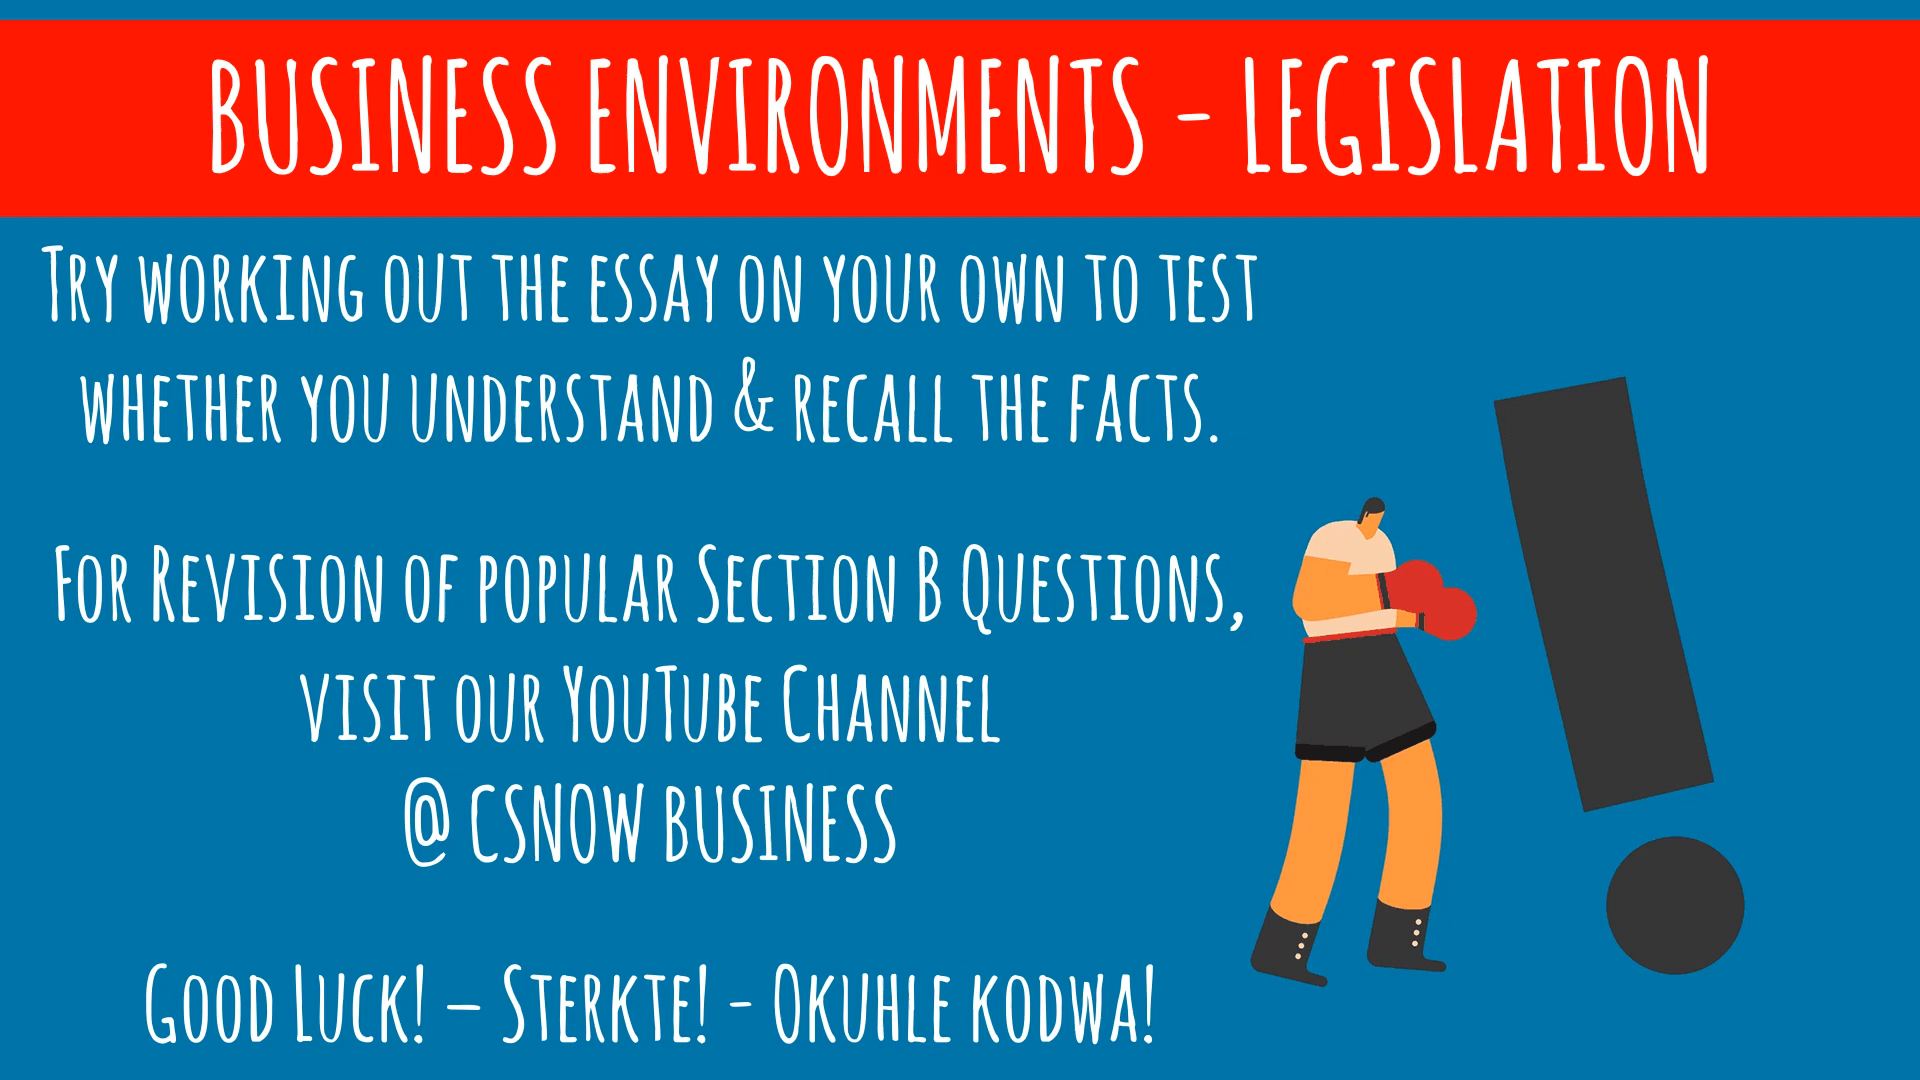 BUSINESS ENVIRONMENTS - LEGISLATION
Try working out the essay on your own to test
whether you understand & recall the facts.
For Revision of popular Section B Questions,
visit our YouTube Channel
@ CSNOW BUSINESS
Good Luck! – Sterkte! - Okuhle kodwa!